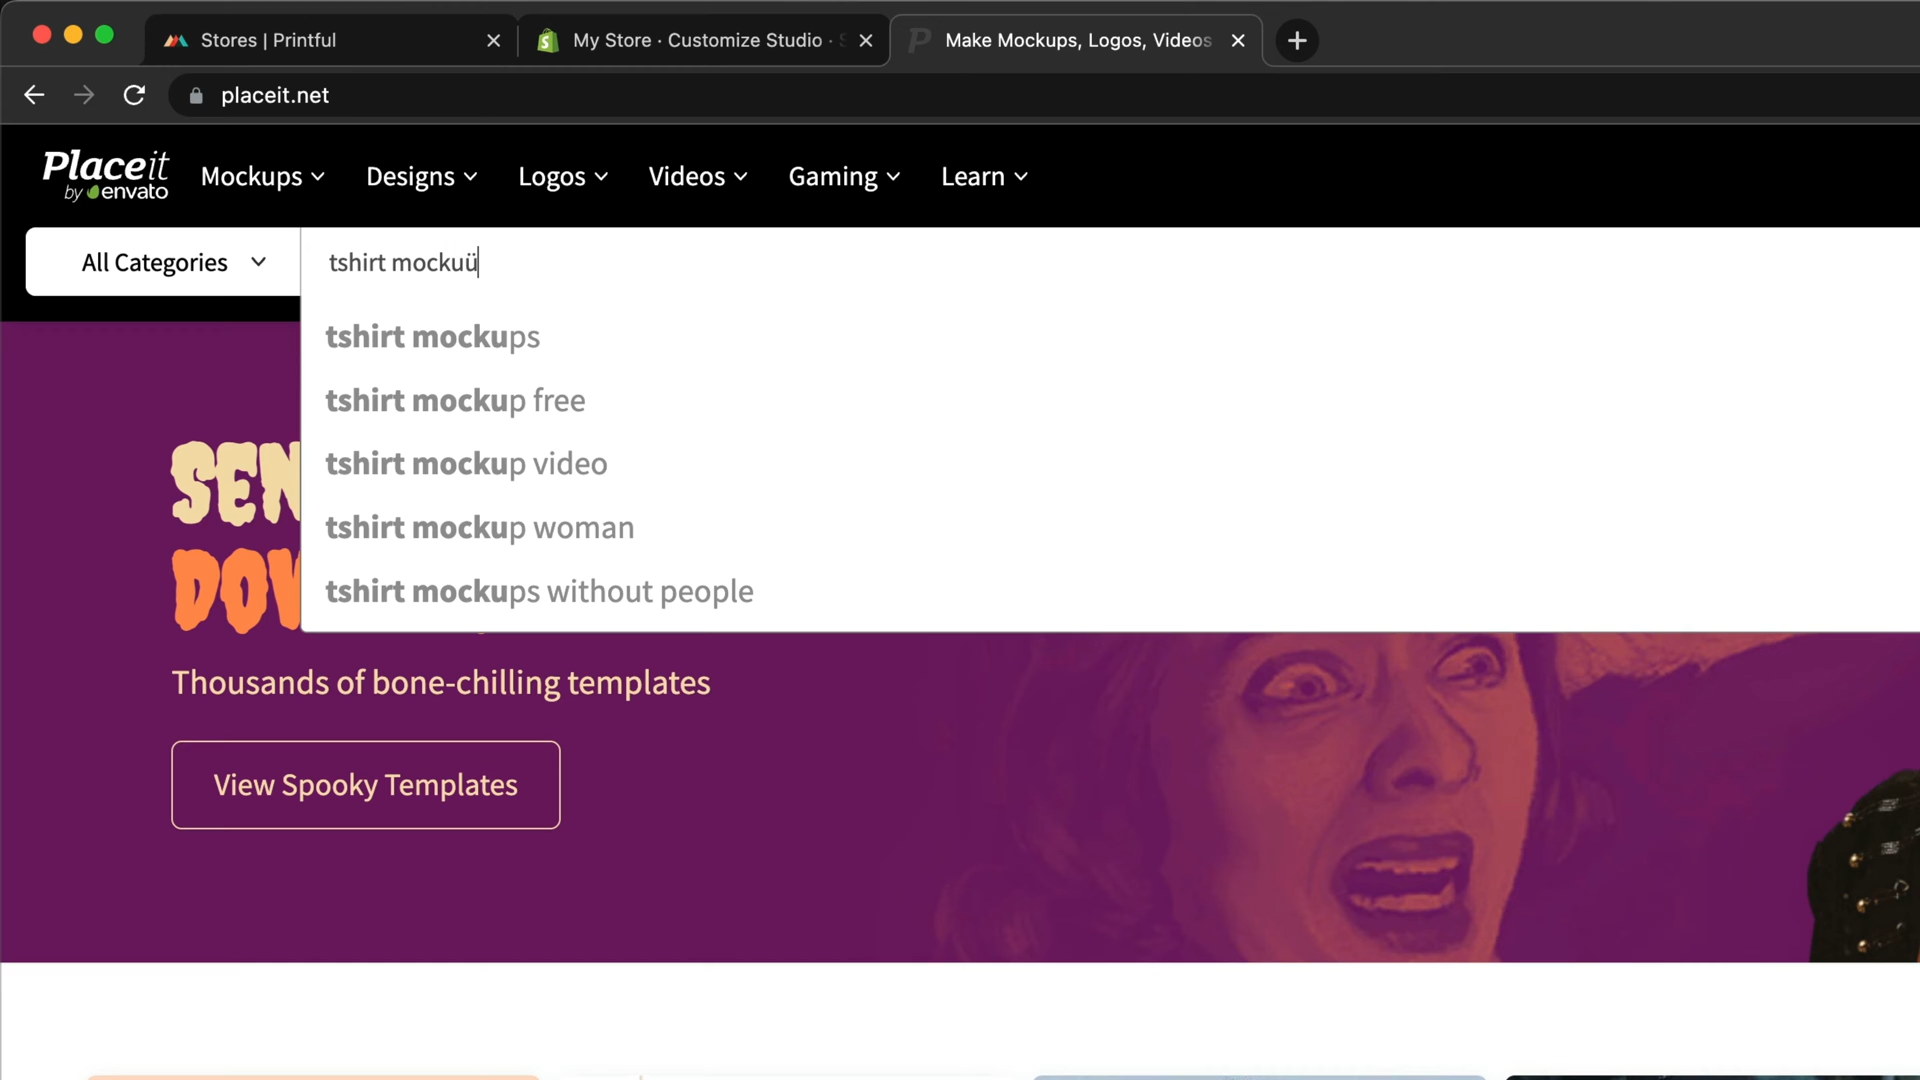 Stores | Printful
My Store · Customize Studio ·
Make Mockups, Logos, Videos
placeit.net
Placeit
by envato
Mockups
Designs
Logos
Videos
Gaming
Learn
All Categories
tshirt mockuü
tshirt mockups
tshirt mockup free
tshirt mockup video
tshirt mockup woman
tshirt mockups without people
SEN
DOW
Thousands of bone-chilling templates
View Spooky Templates